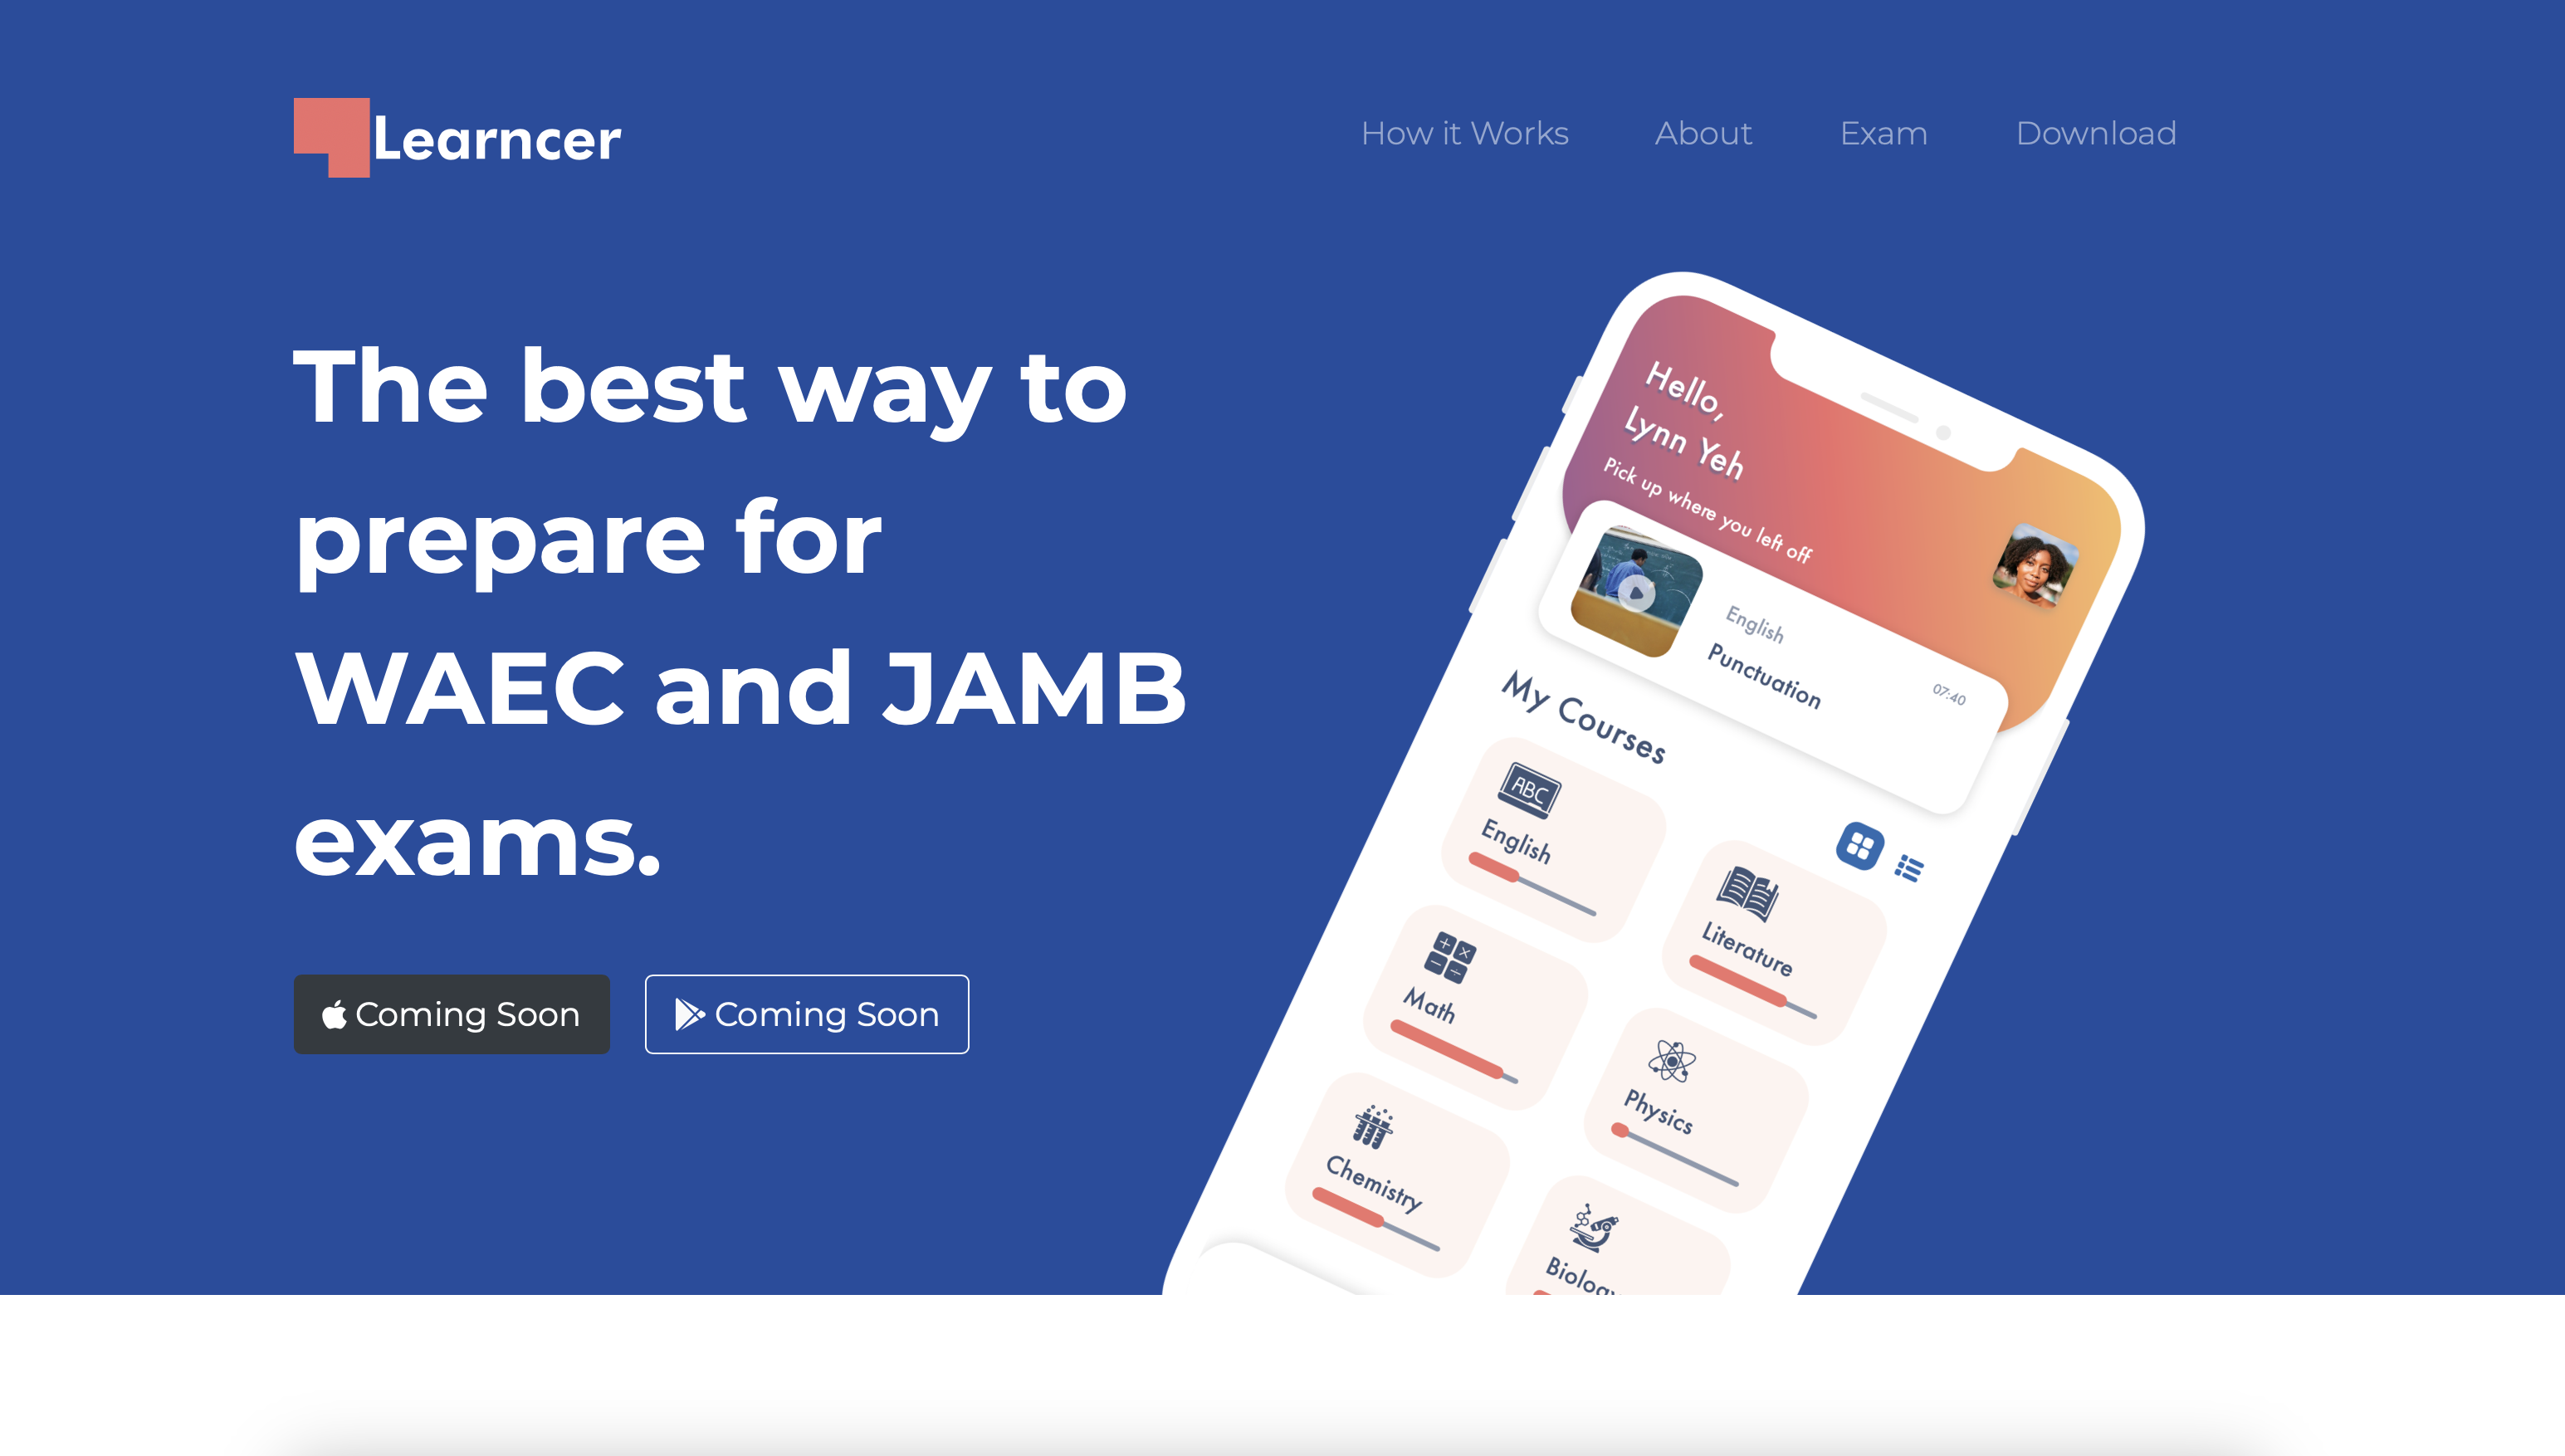 Learncer
How it Works
About
Exam
Download
The best way to
prepare for
WAEC and JAMB
exams.
Coming Soon
Coming Soon
Hello,
Lynn Yeh
Pick up where you left off
English
Punctuation
07:40
My Courses
ABC
English
Literature
Math
Physics
Chemistry
Biology